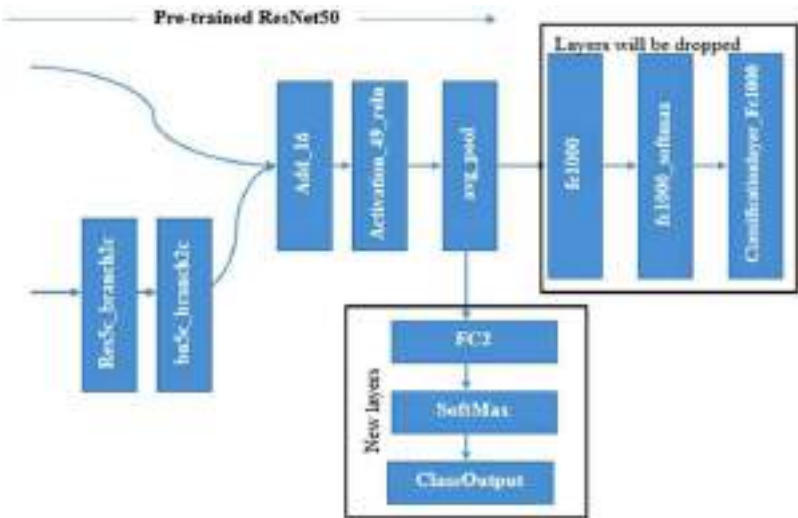 Pre-trained ResNet50
Layers will be dropped
Add_16
Activation_49_relu
avg_pool
fc1000
fc1000_softmax
Classificationlayer_Fc1000
Res5c_branch2c
bn5c_branch2c
New layers
FC2
SoftMax
ClassOutput